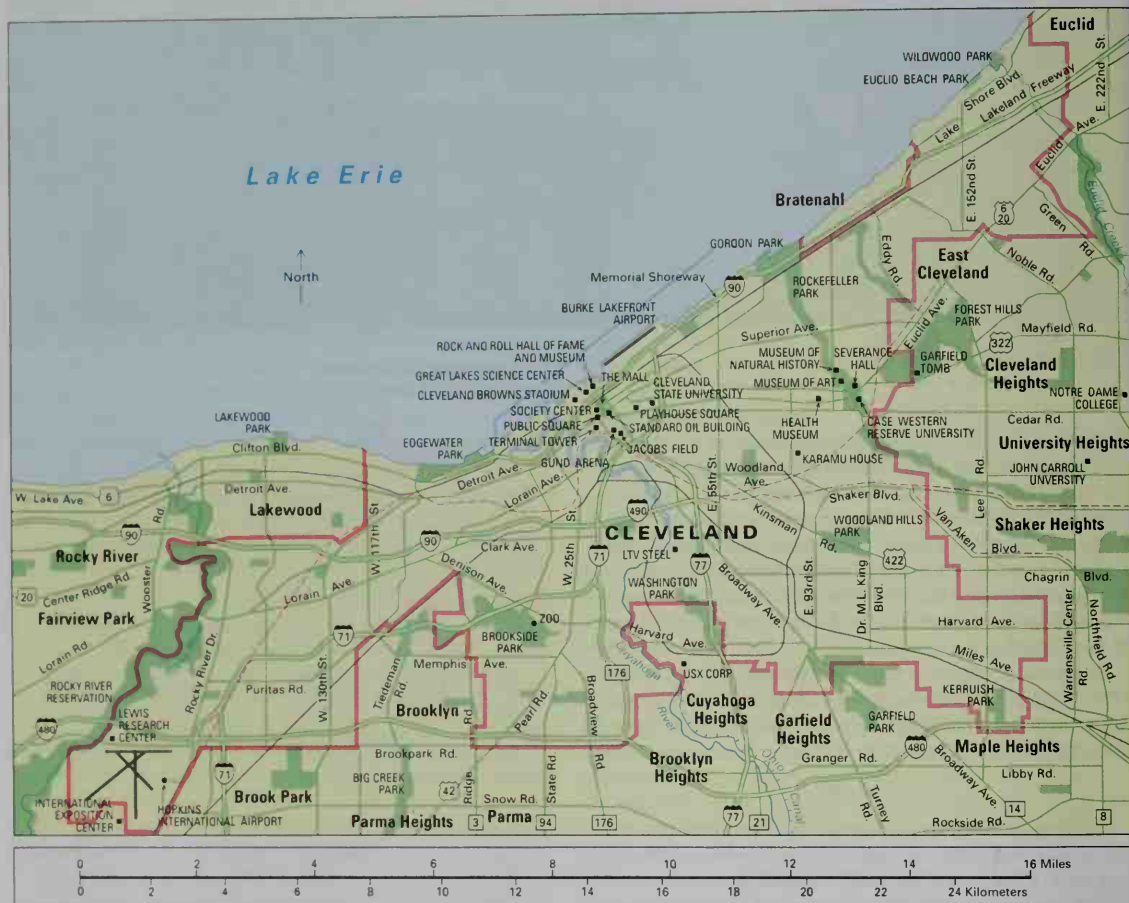 Euclid
WILDWOOD PARK
EUCLID BEACH PARK
Lake Shore Blvd.
Lakeland Freeway
E. 222nd St.
Euclid Ave.
Euclid Creek
Lake Erie
Bratenahl
E. 152nd St.
6
20
Green Rd.
GORDON PARK
Eddy Rd.
East
Cleveland
Noble Rd.
North
Memorial Shoreway
90
ROCKEFELLER
PARK
BURKE LAKEFRONT
AIRPORT
Euclid Ave.
FOREST HILLS
PARK
Superior Ave.
Mayfield Rd.
322
ROCK AND ROLL HALL OF FAME
AND MUSEUM
MUSEUM OF
NATURAL HISTORY
SEVERANCE
HALL
GARFIELD
TOMB
Cleveland
Heights
GREAT LAKES SCIENCE CENTER
THE MALL
CLEVELAND
STATE UNIVERSITY
MUSEUM OF ART
CLEVELAND BROWNS STADIUM
NOTRE DAME
COLLEGE
SOCIETY CENTER
PLAYHOUSE SQUARE
PUBLIC SQUARE
STANDARD OIL BUILDING
HEALTH
MUSEUM
CASE WESTERN
RESERVE UNIVERSITY
Cedar Rd.
LAKEWOOD
PARK
EDGEWATER
PARK
TERMINAL TOWER
JACOBS FIELD
University Heights
Clifton Blvd.
GUND ARENA
KARAMU HOUSE
JOHN CARROLL
UNIVERSITY
Detroit Ave.
Lorain Ave.
E. 55th St.
Woodland
Ave.
Lee Rd.
W. Lake Ave
6
Detroit Ave.
Shaker Blvd.
Lakewood
W. 117th St.
W. 25th St.
490
Kinsman Rd.
WOODLAND HILLS
PARK
Van Aken Blvd.
Shaker Heights
90
Rocky River
90
Clark Ave.
CLEVELAND
LTV STEEL
71
77
422
Denison Ave.
Center Ridge Rd
20
Wooster Rd
Lorain Ave
WASHINGTON
PARK
Broadway Ave.
E. 93rd St.
Dr. M.L. King Blvd.
Chagrin Blvd.
Fairview Park
71
ZOO
BROOKSIDE
PARK
Harvard Ave.
Harvard Ave.
Warrensville Center Rd.
Northfield Rd.
Lorain Rd
Rocky River Dr.
Memphis Ave.
Cuyahoga River
Miles Ave.
ROCKY RIVER
RESERVATION
Puritas Rd.
W. 130th St.
Tiedeman Rd.
176
USX CORP
KERRUISH
PARK
480
LEWIS
RESEARCH
CENTER
Brooklyn
Pearl Rd.
Broadview Rd
Cuyahoga
Heights
Garfield
Heights
GARFIELD
PARK
480
Maple Heights
Brookpark Rd.
Brooklyn
Heights
Ohio Canal
Granger Rd.
Broadway Ave.
Libby Rd.
71
Brook Park
BIG CREEK
PARK
42
Ridge Rd
State Rd.
Turney Rd.
14
INTERNATIONAL
EXPOSITION
CENTER
HOPKINS
INTERNATIONAL AIRPORT
Snow Rd.
Parma Heights
3
Parma
94
176
77
21
Rockside Rd.
8
0 2 4 6 8 10 12 14 16 Miles
0 2 4 6 8 10 12 14 16 18 20 22 24 Kilometers